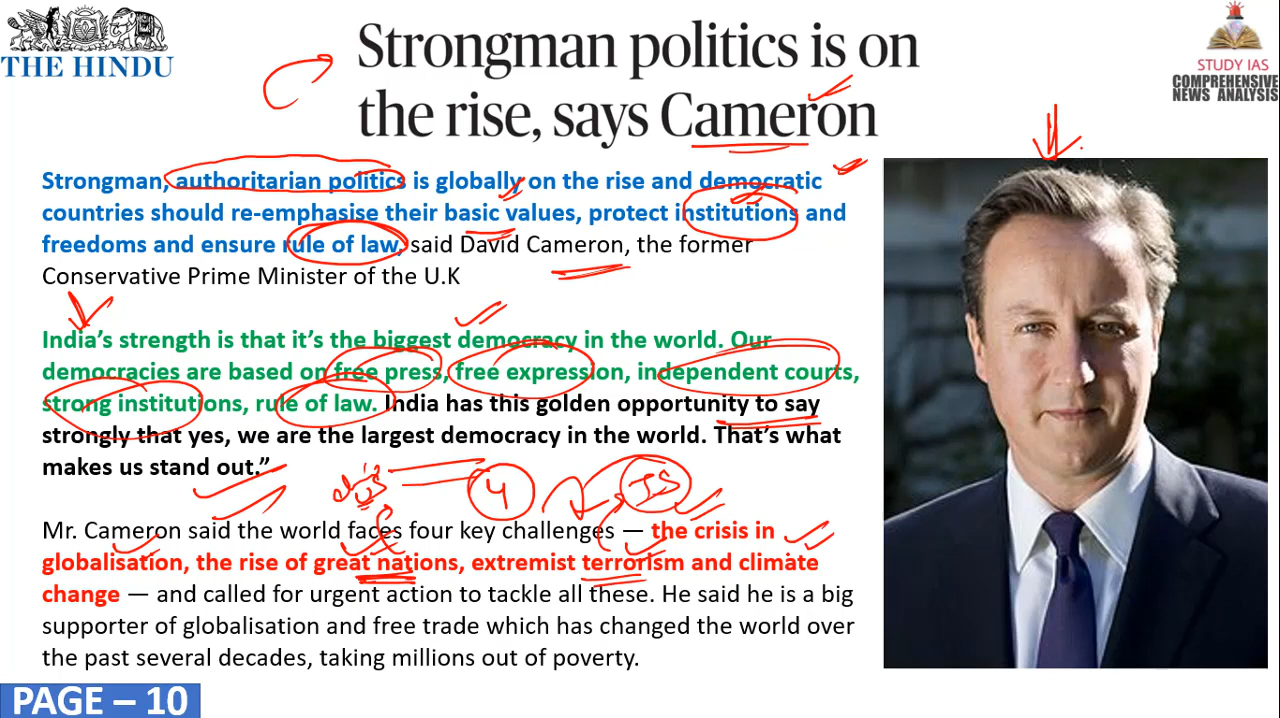 THE HINDU
Strongman politics is on
the rise, says Cameron
STUDY IAS
COMPREHENSIVE
NEWS ANALYSIS
Strongman, authoritarian politics is globally on the rise and democratic
countries should re-emphasise their basic values, protect institutions and
freedoms and ensure rule of law, said David Cameron, the former
Conservative Prime Minister of the U.K
India's strength is that it's the biggest democracy in the world. Our
democracies are based on free press, free expression, independent courts,
strong institutions, rule of law. India has this golden opportunity to say
strongly that yes, we are the largest democracy in the world. That's what
makes us stand out.”
4
IS
US
Mr. Cameron said the world faces four key challenges — the crisis in
globalisation, the rise of great nations, extremist terrorism and climate
change — and called for urgent action to tackle all these. He said he is a big
supporter of globalisation and free trade which has changed the world over
the past several decades, taking millions out of poverty.
PAGE – 10